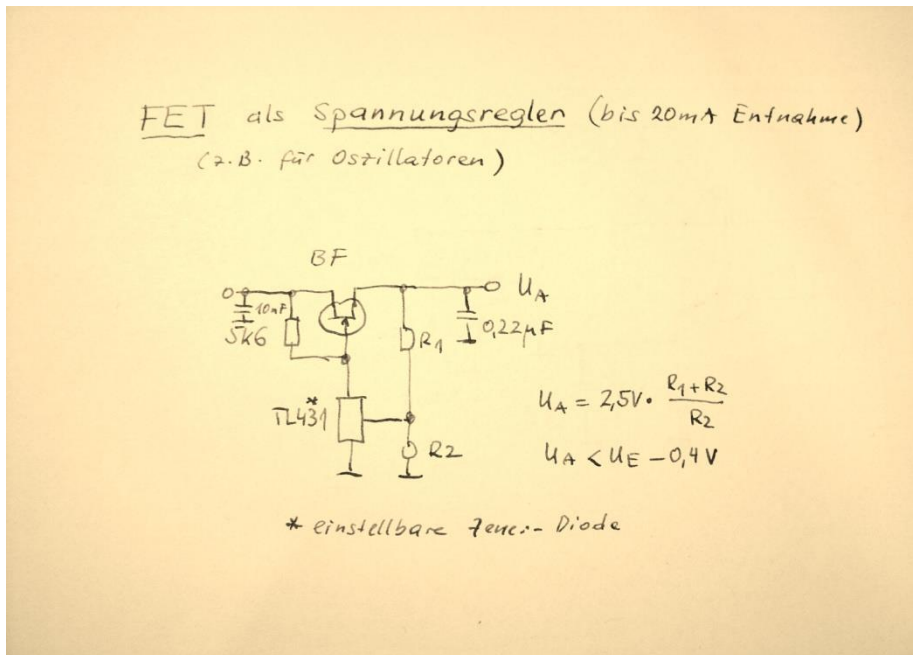 FET als Spannungsregler (bis 20mA Entnahme)
(z.B. für Oszillatoren)
BF
U_A
10nF
5K6
R1
0,22µF
TL431*
R2
U_A = 2,5V · (R1+R2)/R2
U_A < U_E - 0,4V
* einstellbare Zener-Diode